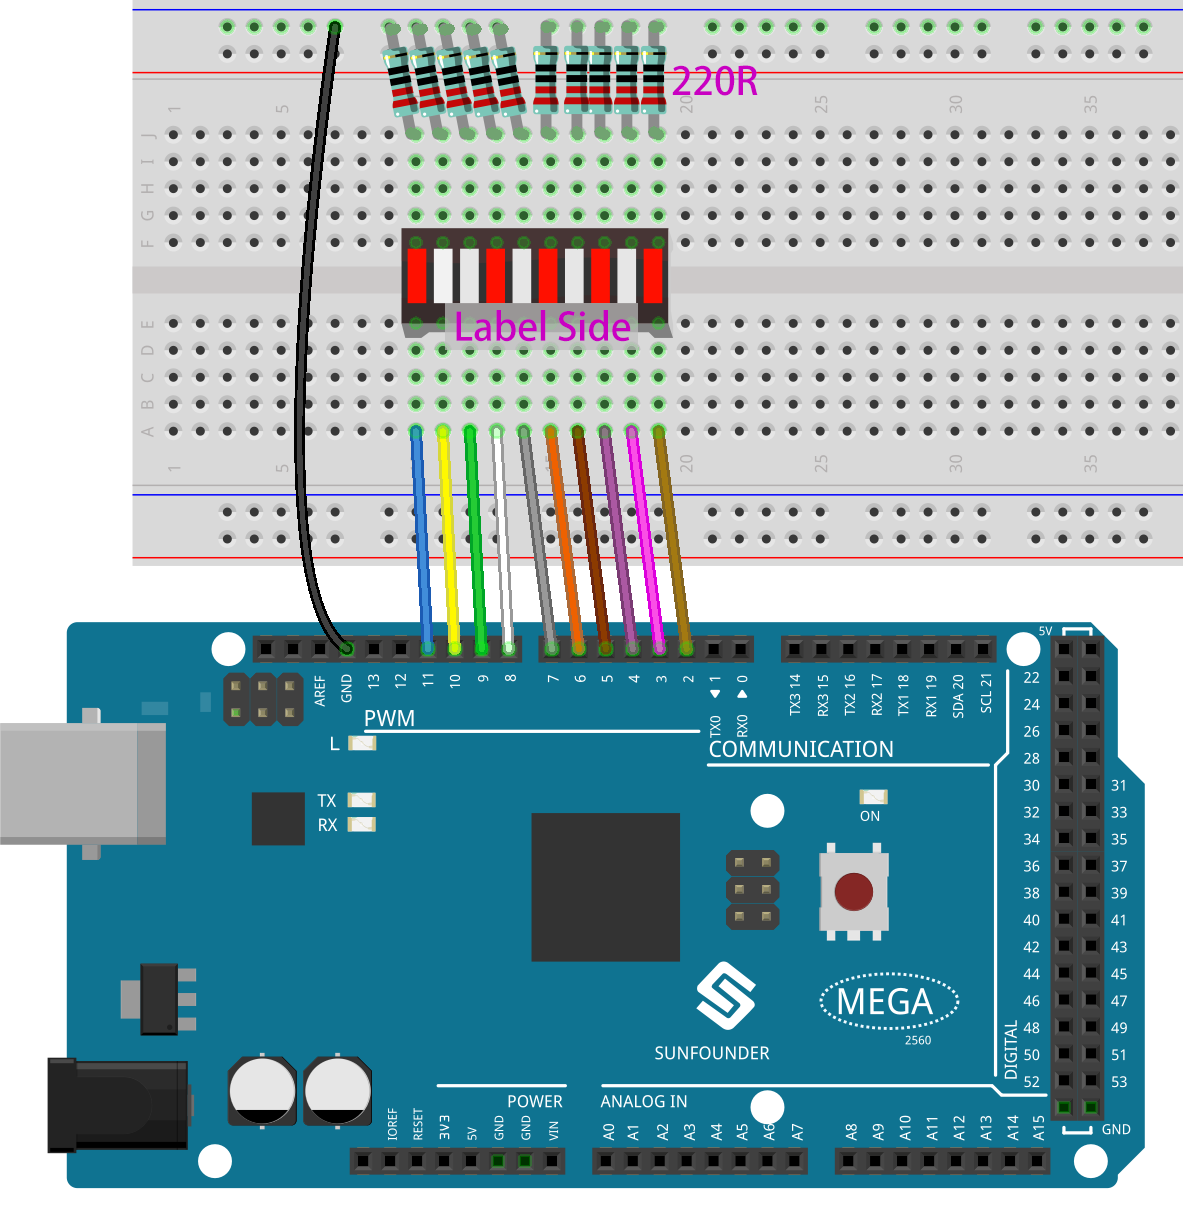 220R
1 5 20 25 30 35
J
I
H
G
F
Label Side
E
D
C
B
A
1 5 20 25 30 35
5V
AREF GND 13 12 11 10 9 8 7 6 5 4 3 2 1 0
TX0 RX0
TX3 14 RX3 15 TX2 16 RX2 17 TX1 18 RX1 19 SDA 20 SCL 21
PWM
COMMUNICATION
L
TX
RX
ON
22
24
26
28
30 31
32 33
34 35
36 37
38 39
40 41
42 43
44 45
46 47
48 49
50 51
52 53
DIGITAL
GND
MEGA
2560
SUNFOUNDER
POWER
ANALOG IN
IOREF RESET 3V3 5V GND GND VIN
A0 A1 A2 A3 A4 A5 A6 A7
A8 A9 A10 A11 A12 A13 A14 A15